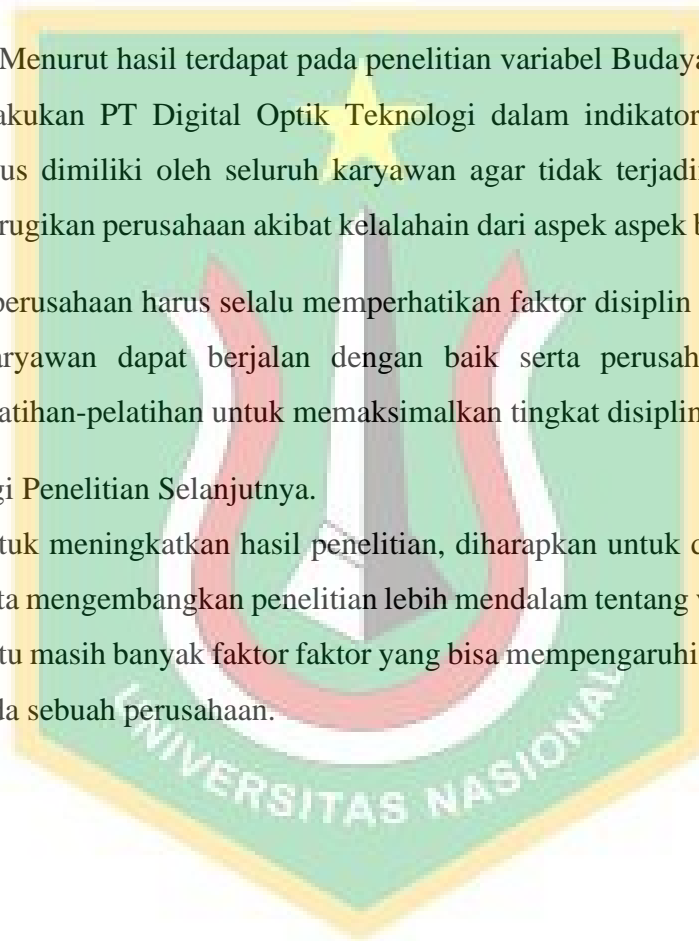 Menurut hasil terdapat pada penelitian variabel Budaya
akukan PT Digital Optik Teknologi dalam indikator
us dimiliki oleh seluruh karyawan agar tidak terjadi
rugikan perusahaan akibat kelalahain dari aspek aspek b
perusahaan harus selalu memperhatikan faktor disiplin
aryawan dapat berjalan dengan baik serta perusah
atihan-pelatihan untuk memaksimalkan tingkat disiplin
gi Penelitian Selanjutnya.
tuk meningkatkan hasil penelitian, diharapkan untuk d
ta mengembangkan penelitian lebih mendalam tentang v
tu masih banyak faktor faktor yang bisa mempengaruhi
da sebuah perusahaan.
UNIVERSITAS NASIONAL